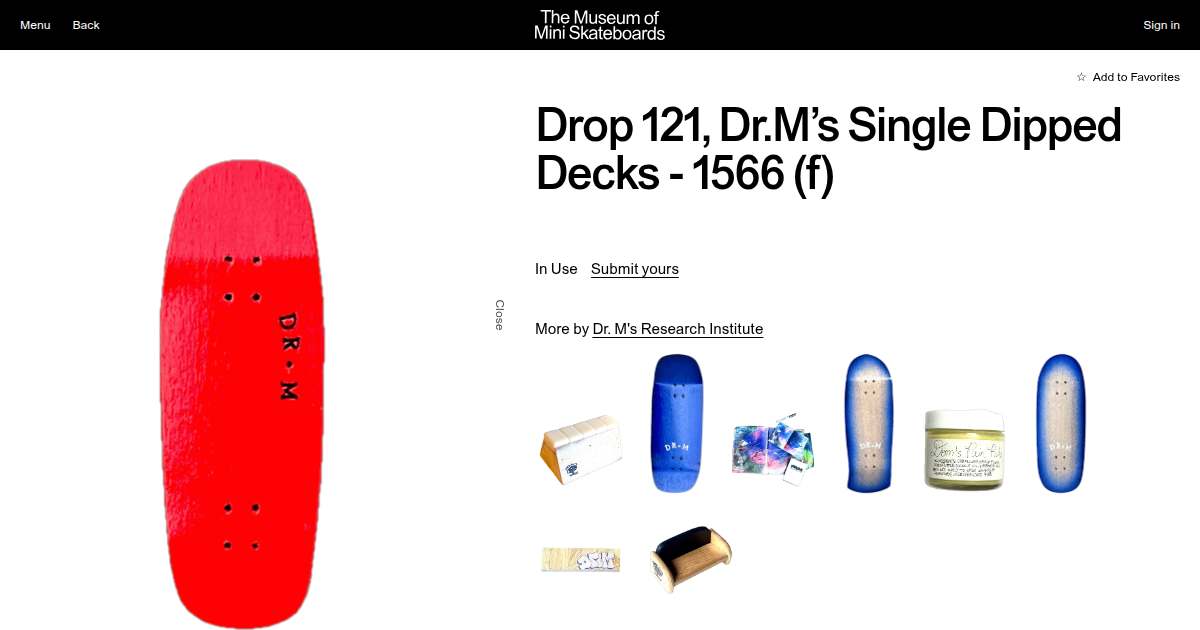 Menu
Back
The Museum of
Mini Skateboards
Sign in
☆ Add to Favorites
Drop 121, Dr.M’s Single Dipped
Decks - 1566 (f)
In Use
Submit yours
Close
More by Dr. M's Research Institute
DR•M
DR•M
DR•M
DR•M